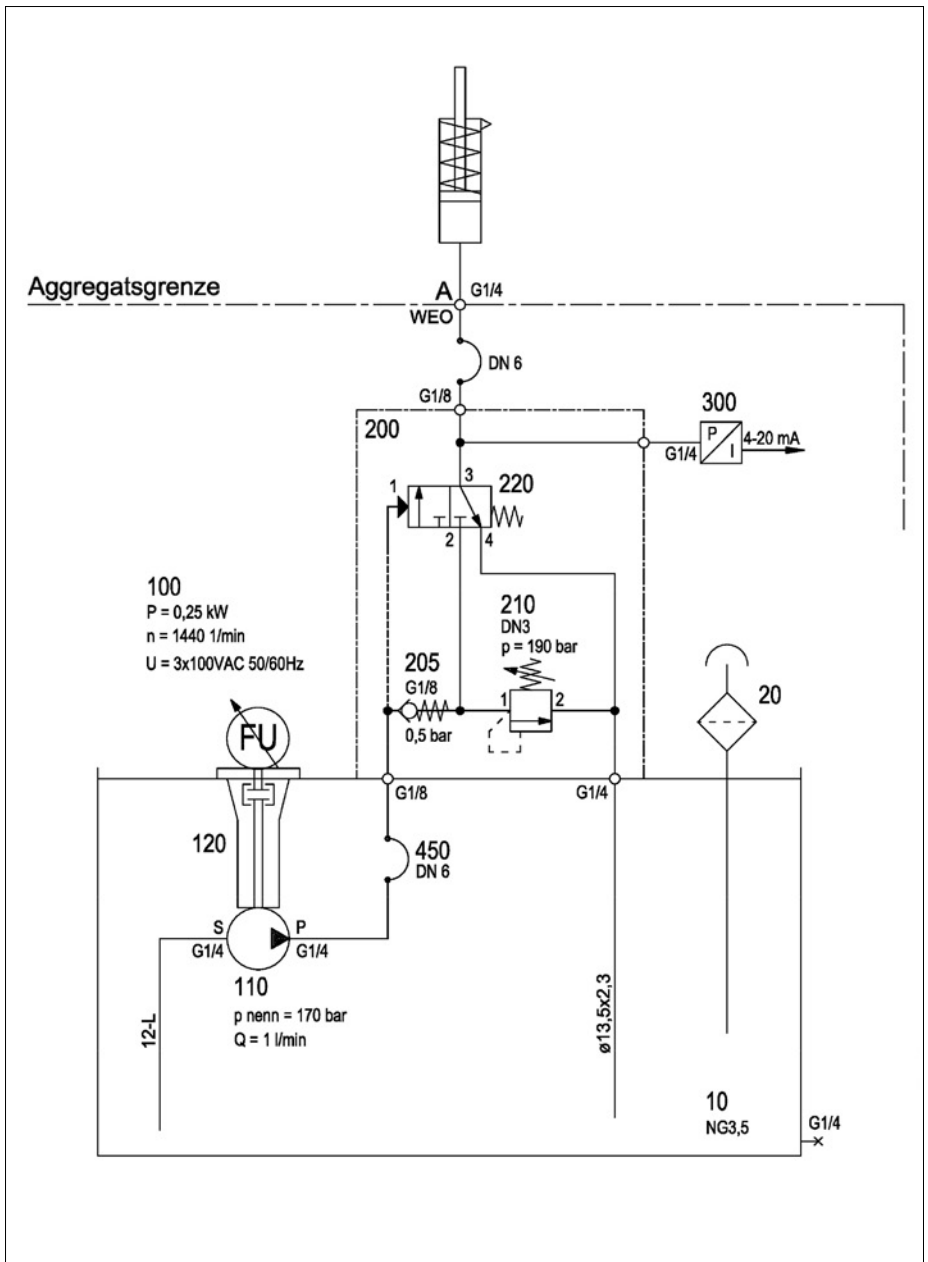 Aggregatsgrenze
A
G1/4
WEO
DN 6
G1/8
200
300
P
I
4-20 mA
G1/4
3
1
220
2
4
100
P = 0,25 kW
n = 1440 1/min
U = 3x100VAC 50/60Hz
210
DN3
p = 190 bar
205
G1/8
0,5 bar
1
2
20
FU
G1/8
G1/4
120
450
DN 6
S
P
G1/4
G1/4
110
p nenn = 170 bar
Q = 1 l/min
12-L
ø13,5x2,3
10
NG3,5
G1/4